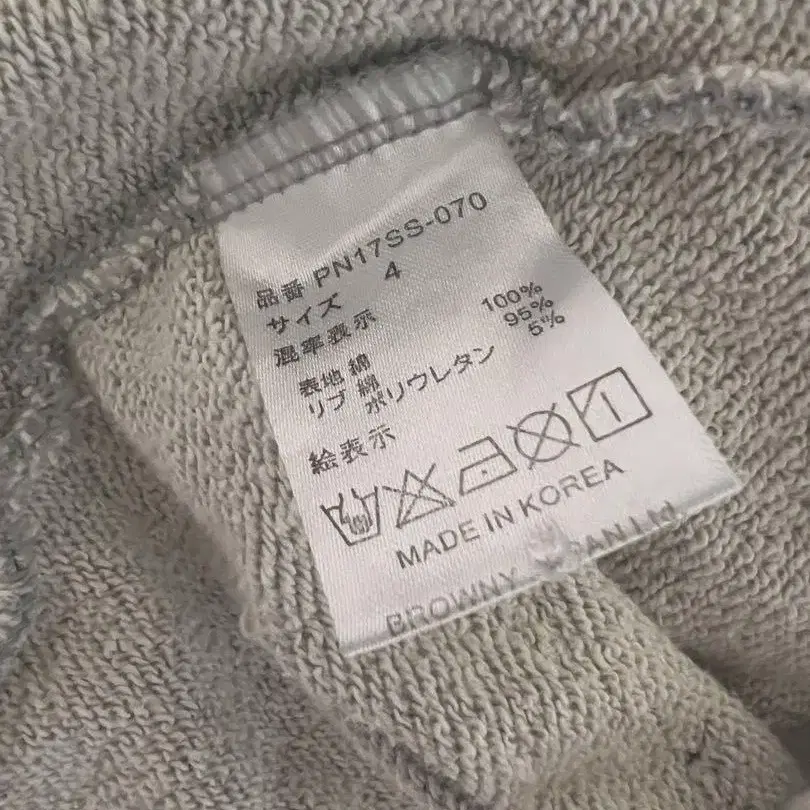 品番 PN17SS-070
サイズ 4
混率表示
表地 綿 100%
リブ 綿 95%
ポリウレタン 5%
絵表示
MADE IN KOREA
BROWNY